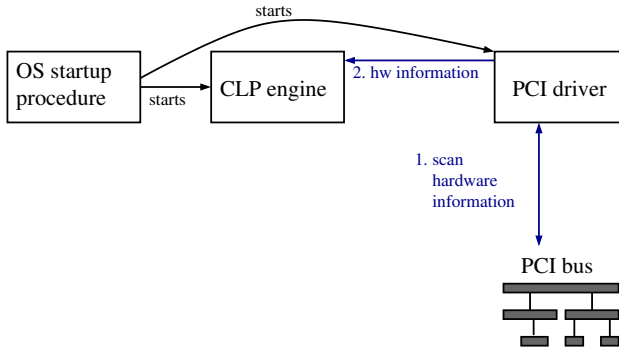 starts
OS startup
procedure
starts
CLP engine
2. hw information
PCI driver
1. scan
hardware
information
PCI bus